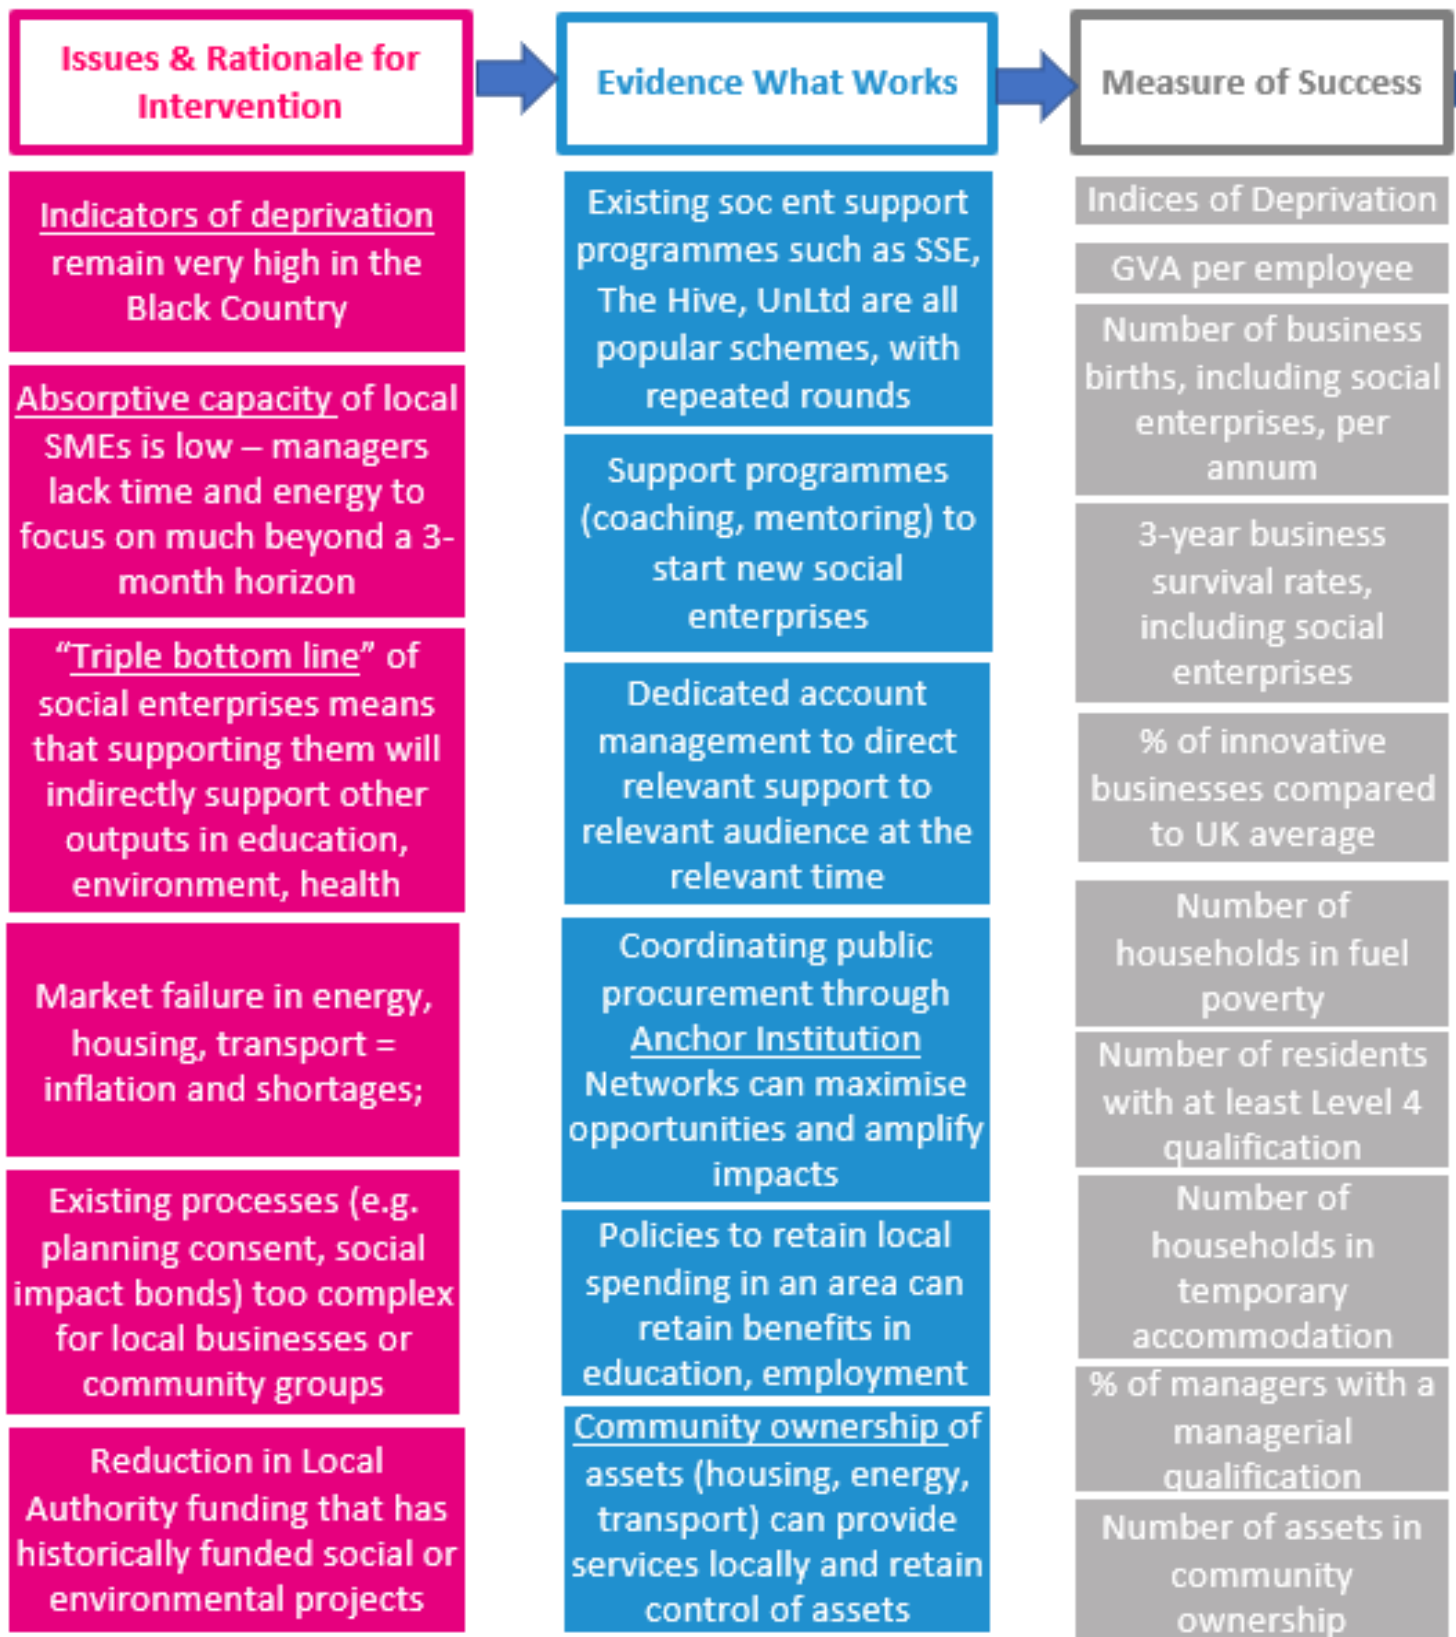 Issues & Rationale for
Intervention
Indicators of deprivation
remain very high in the
Black Country
Absorptive capacity of local
SMEs is low – managers
lack time and energy to
focus on much beyond a 3-
month horizon
“Triple bottom line” of
social enterprises means
that supporting them will
indirectly support other
outputs in education,
environment, health
Market failure in energy,
housing, transport =
inflation and shortages;
Existing processes (e.g.
planning consent, social
impact bonds) too complex
for local businesses or
community groups
Reduction in Local
Authority funding that has
historically funded social or
environmental projects
Evidence What Works
Existing soc ent support
programmes such as SSE,
The Hive, UnLtd are all
popular schemes, with
repeated rounds
Support programmes
(coaching, mentoring) to
start new social
enterprises
Dedicated account
management to direct
relevant support to
relevant audience at the
relevant time
Coordinating public
procurement through
Anchor Institution
Networks can maximise
opportunities and amplify
impacts
Policies to retain local
spending in an area can
retain benefits in
education, employment
Community ownership of
assets (housing, energy,
transport) can provide
services locally and retain
control of assets
Measure of Success
Indices of Deprivation
GVA per employee
Number of business
births, including social
enterprises, per
annum
3-year business
survival rates,
including social
enterprises
% of innovative
businesses compared
to UK average
Number of
households in fuel
poverty
Number of residents
with at least Level 4
qualification
Number of
households in
temporary
accommodation
% of managers with a
managerial
qualification
Number of assets in
community
ownership